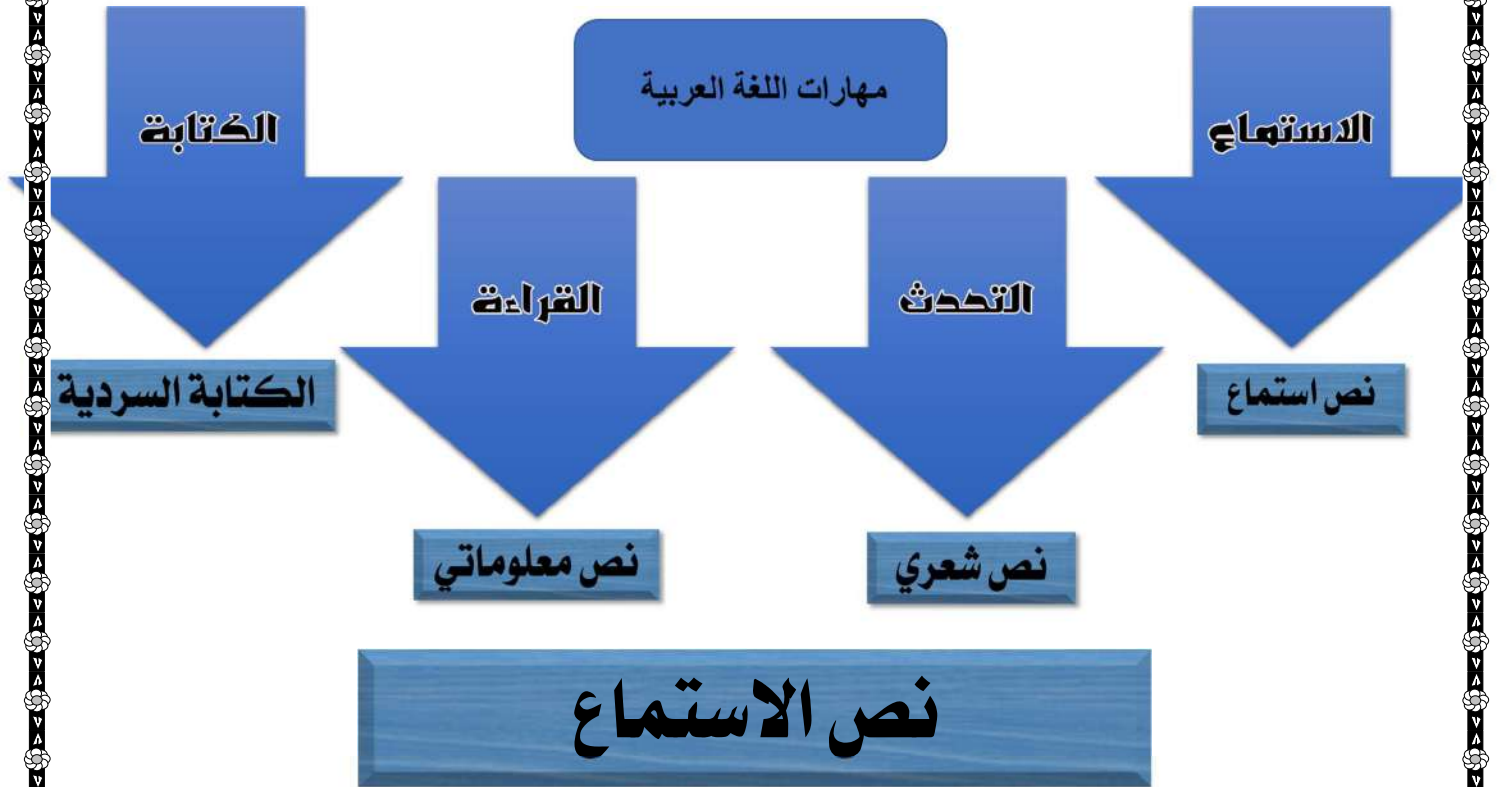 مهارات اللغة العربية
الاستماع
الكتابة
التحدث
القراءة
نص استماع
الكتابة السردية
نص شعري
نص معلوماتي
نص الاستماع